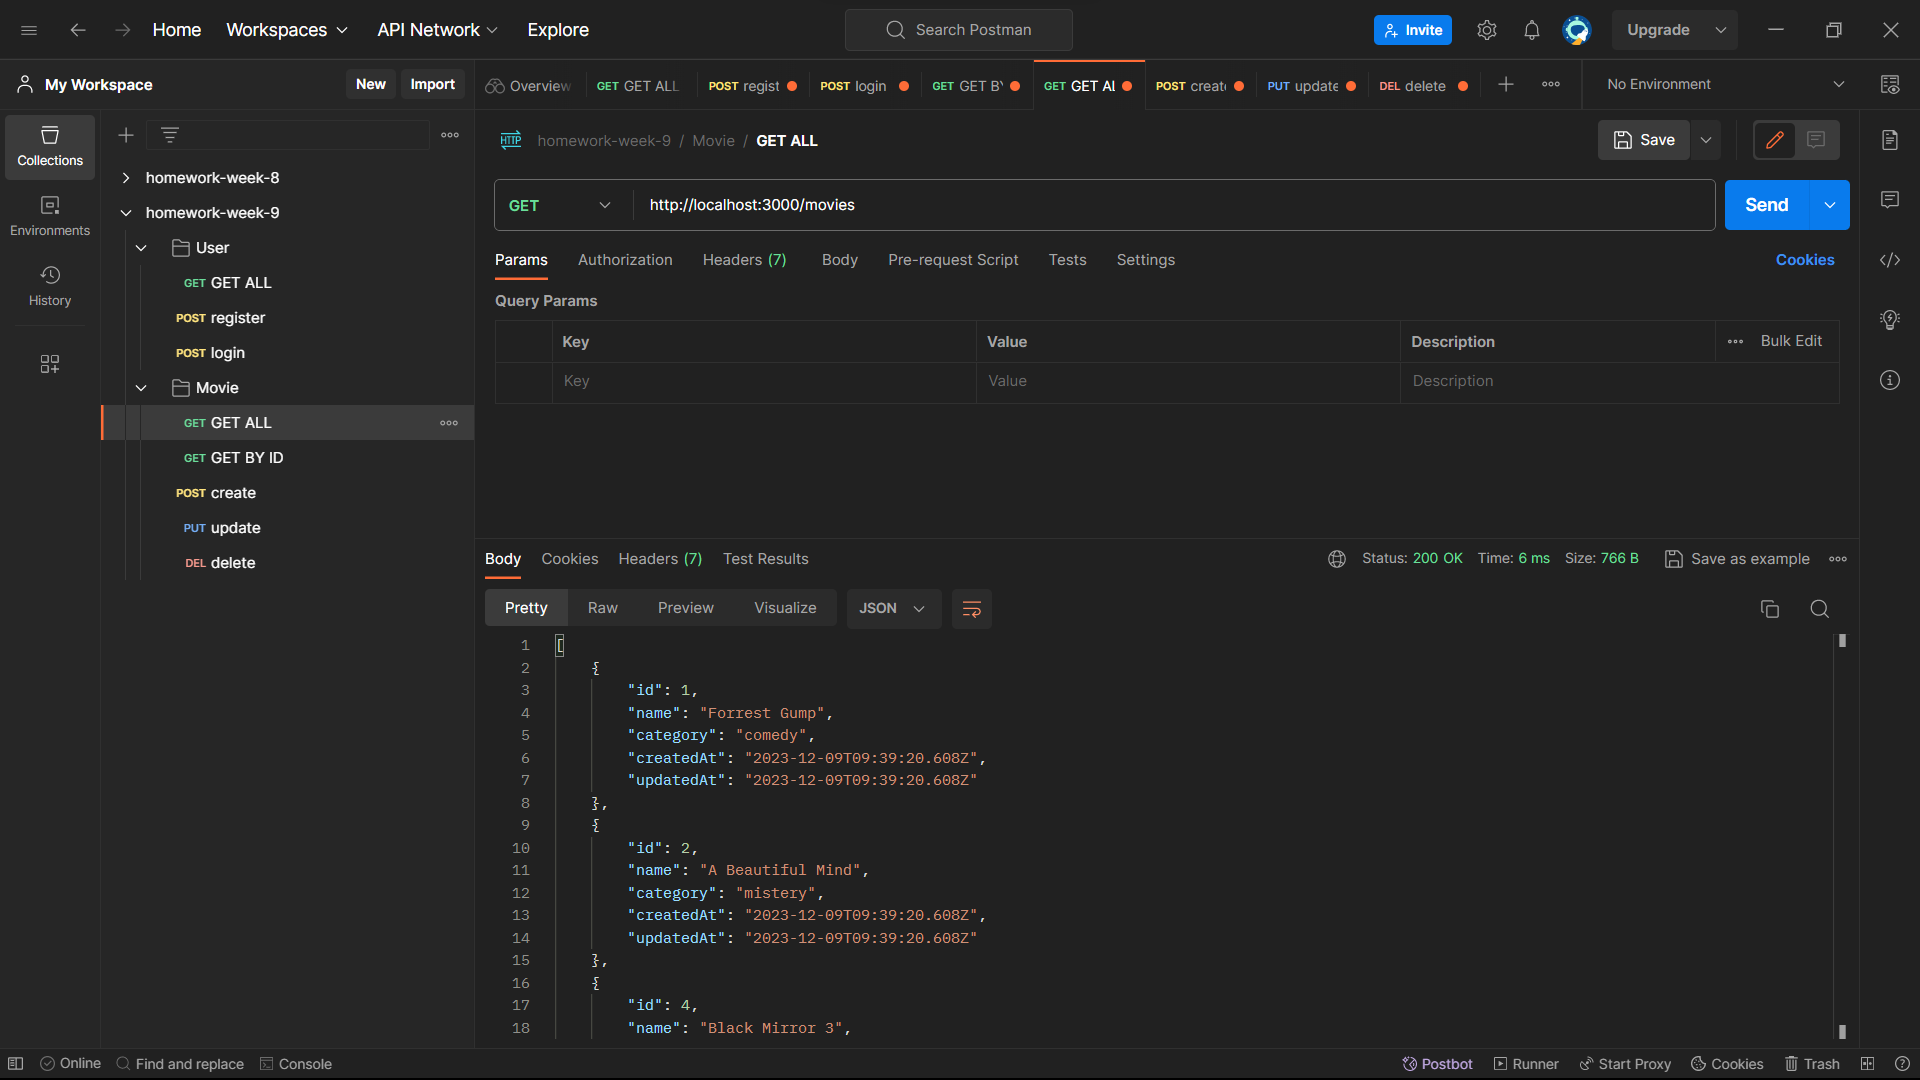 Home Workspaces API Network Explore Search Postman Invite Upgrade
My Workspace New Import Overview GET GET ALL POST regist POST login GET GET BY GET GET AL POST create PUT update DEL delete No Environment
Collections
Environments
History
homework-week-8
homework-week-9
User
GET GET ALL
POST register
POST login
Movie
GET GET ALL
GET GET BY ID
POST create
PUT update
DEL delete
HTTP homework-week-9 / Movie / GET ALL Save
GET http://localhost:3000/movies Send
Params Authorization Headers (7) Body Pre-request Script Tests Settings Cookies
Query Params
Key Value Description Bulk Edit
Key Value Description
Body Cookies Headers (7) Test Results Status: 200 OK Time: 6 ms Size: 766 B Save as example
Pretty Raw Preview Visualize JSON
1 [
2 {
3 "id": 1,
4 "name": "Forrest Gump",
5 "category": "comedy",
6 "createdAt": "2023-12-09T09:39:20.608Z",
7 "updatedAt": "2023-12-09T09:39:20.608Z"
8 },
9 {
10 "id": 2,
11 "name": "A Beautiful Mind",
12 "category": "mistery",
13 "createdAt": "2023-12-09T09:39:20.608Z",
14 "updatedAt": "2023-12-09T09:39:20.608Z"
15 },
16 {
17 "id": 4,
18 "name": "Black Mirror 3",
Online Find and replace Console Postbot Runner Start Proxy Cookies Trash